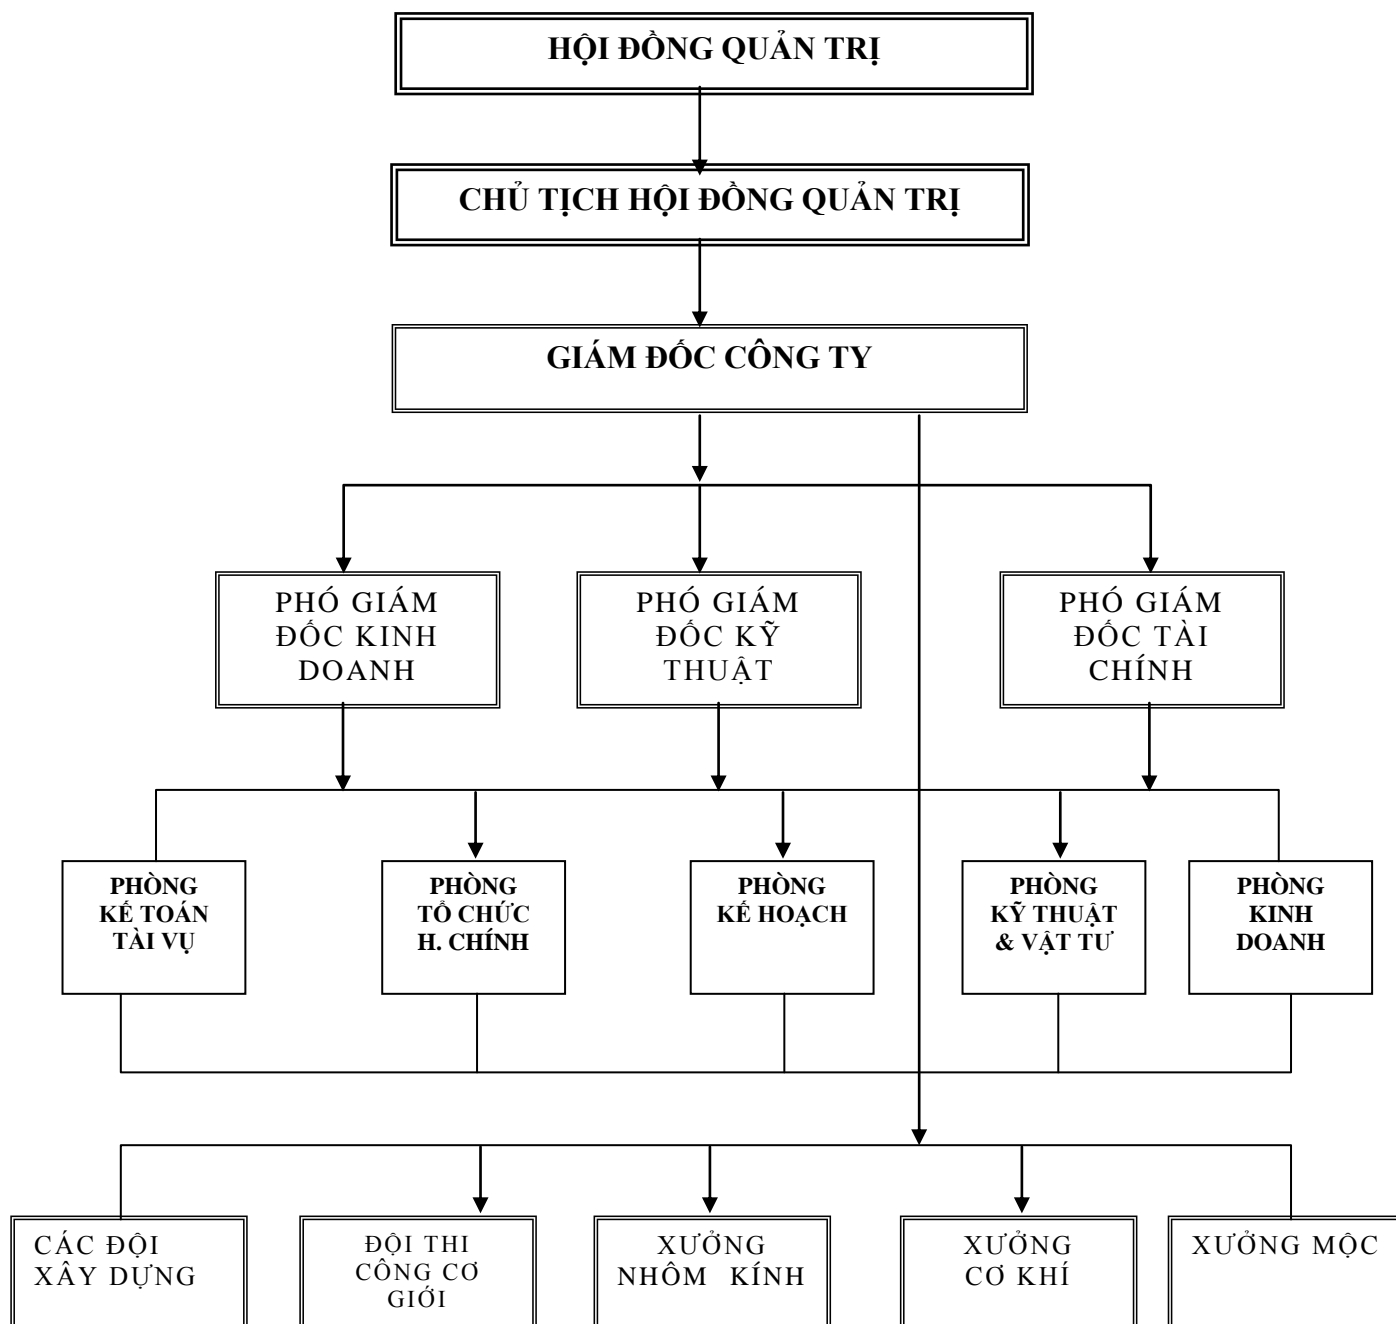 HỘI ĐỒNG QUẢN TRỊ
CHỦ TỊCH HỘI ĐỒNG QUẢN TRỊ
GIÁM ĐỐC CÔNG TY
PHÓ GIÁM
ĐỐC KINH
DOANH
PHÓ GIÁM
ĐỐC KỸ
THUẬT
PHÓ GIÁM
ĐỐC TÀI
CHÍNH
PHÒNG
KẾ TOÁN
TÀI VỤ
PHÒNG
TỔ CHỨC
H. CHÍNH
PHÒNG
KẾ HOẠCH
PHÒNG
KỸ THUẬT
& VẬT TƯ
PHÒNG
KINH
DOANH
CÁC ĐỘI
XÂY DỰNG
ĐỘI THI
CÔNG CƠ
GIỚI
XƯỞNG
NHÔM KÍNH
XƯỞNG
CƠ KHÍ
XƯỞNG MỘC